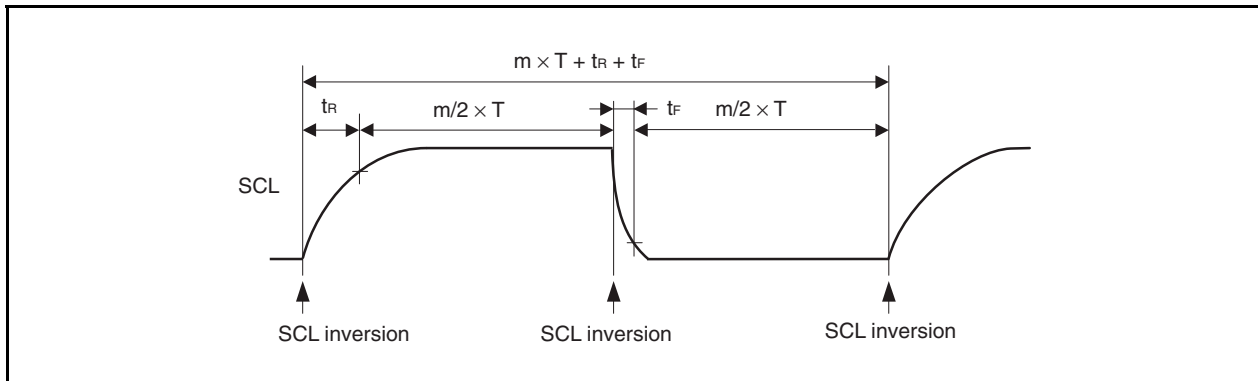 m × T + tR + tF
tR
m/2 × T
tF
m/2 × T
SCL
SCL inversion
SCL inversion
SCL inversion